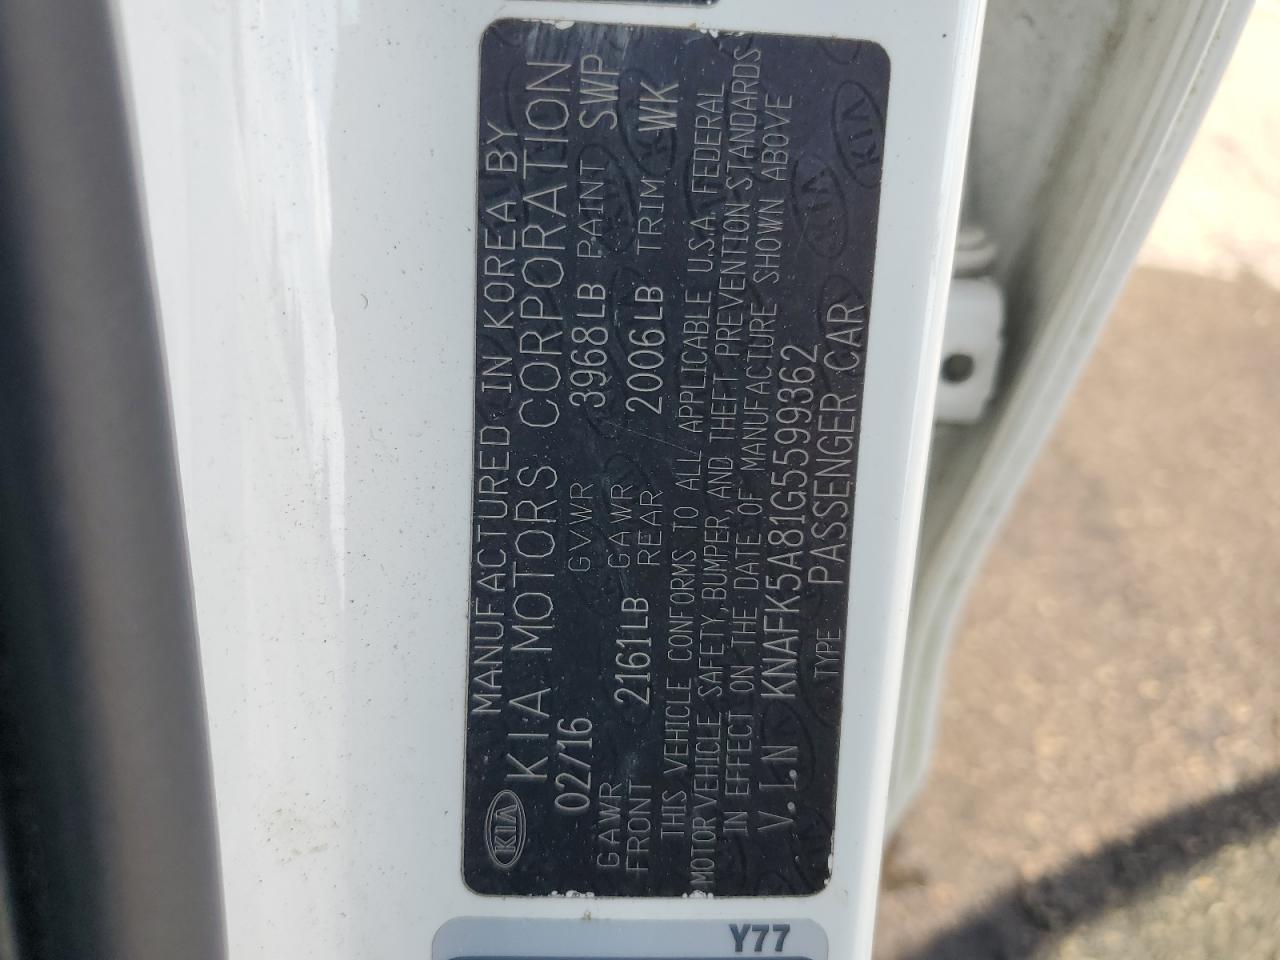 MANUFACTURED IN KOREA BY
KIA KIA MOTORS CORPORATION
02/16 GVWR 3968LB PAINT SWP
GAWR FRONT 2161LB GAWR REAR 2006LB TRIM WK
THIS VEHICLE CONFORMS TO ALL APPLICABLE U.S.A. FEDERAL
MOTOR VEHICLE SAFETY, BUMPER, AND THEFT PREVENTION STANDARDS
IN EFFECT ON THE DATE OF MANUFACTURE SHOWN ABOVE
V.I.N KNAFK5A81G5599362
TYPE PASSENGER CAR
Y77